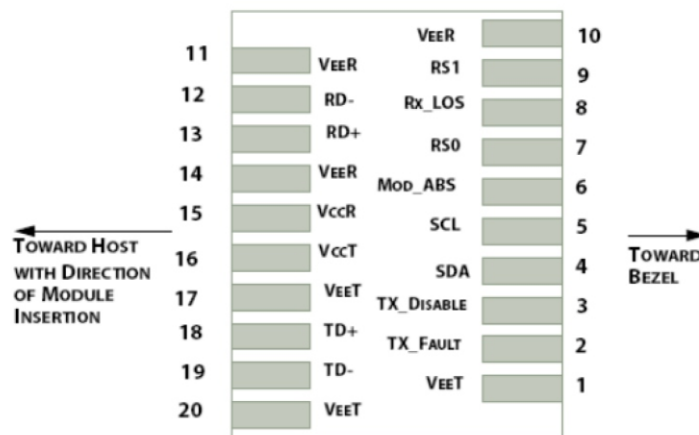 VEER 10
11 VEER RS1 9
12 RD- RX_LOS 8
13 RD+ RS0 7
14 VEER MOD_ABS 6
15 VCCR SCL 5
TOWARD HOST
WITH DIRECTION
OF MODULE
INSERTION
16 VCCT SDA 4
TOWARD
BEZEL
17 VEET TX_DISABLE 3
18 TD+ TX_FAULT 2
19 TD- VEET 1
20 VEET